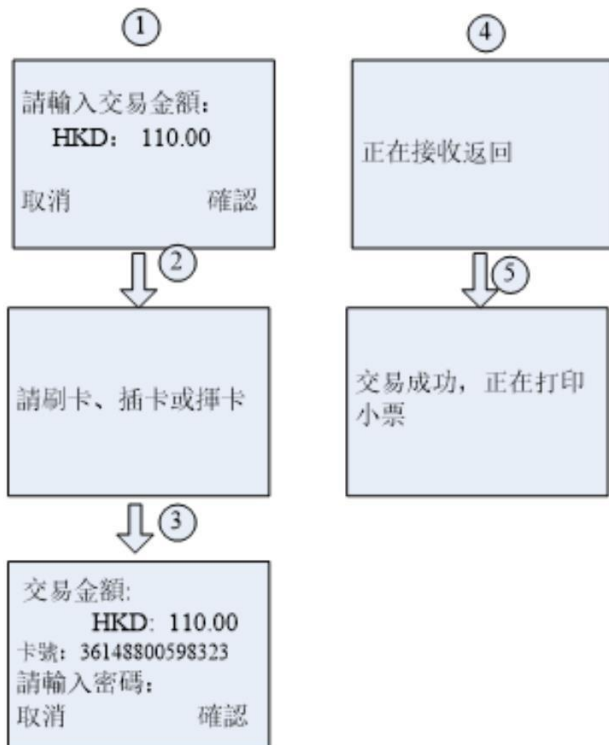 ①
請輸入交易金額：
HKD： 110.00
取消 確認
②
請刷卡、插卡或揮卡
③
交易金額:
HKD: 110.00
卡號：36148800598323
請輸入密碼：
取消 確認
④
正在接收返回
⑤
交易成功，正在打印
小票